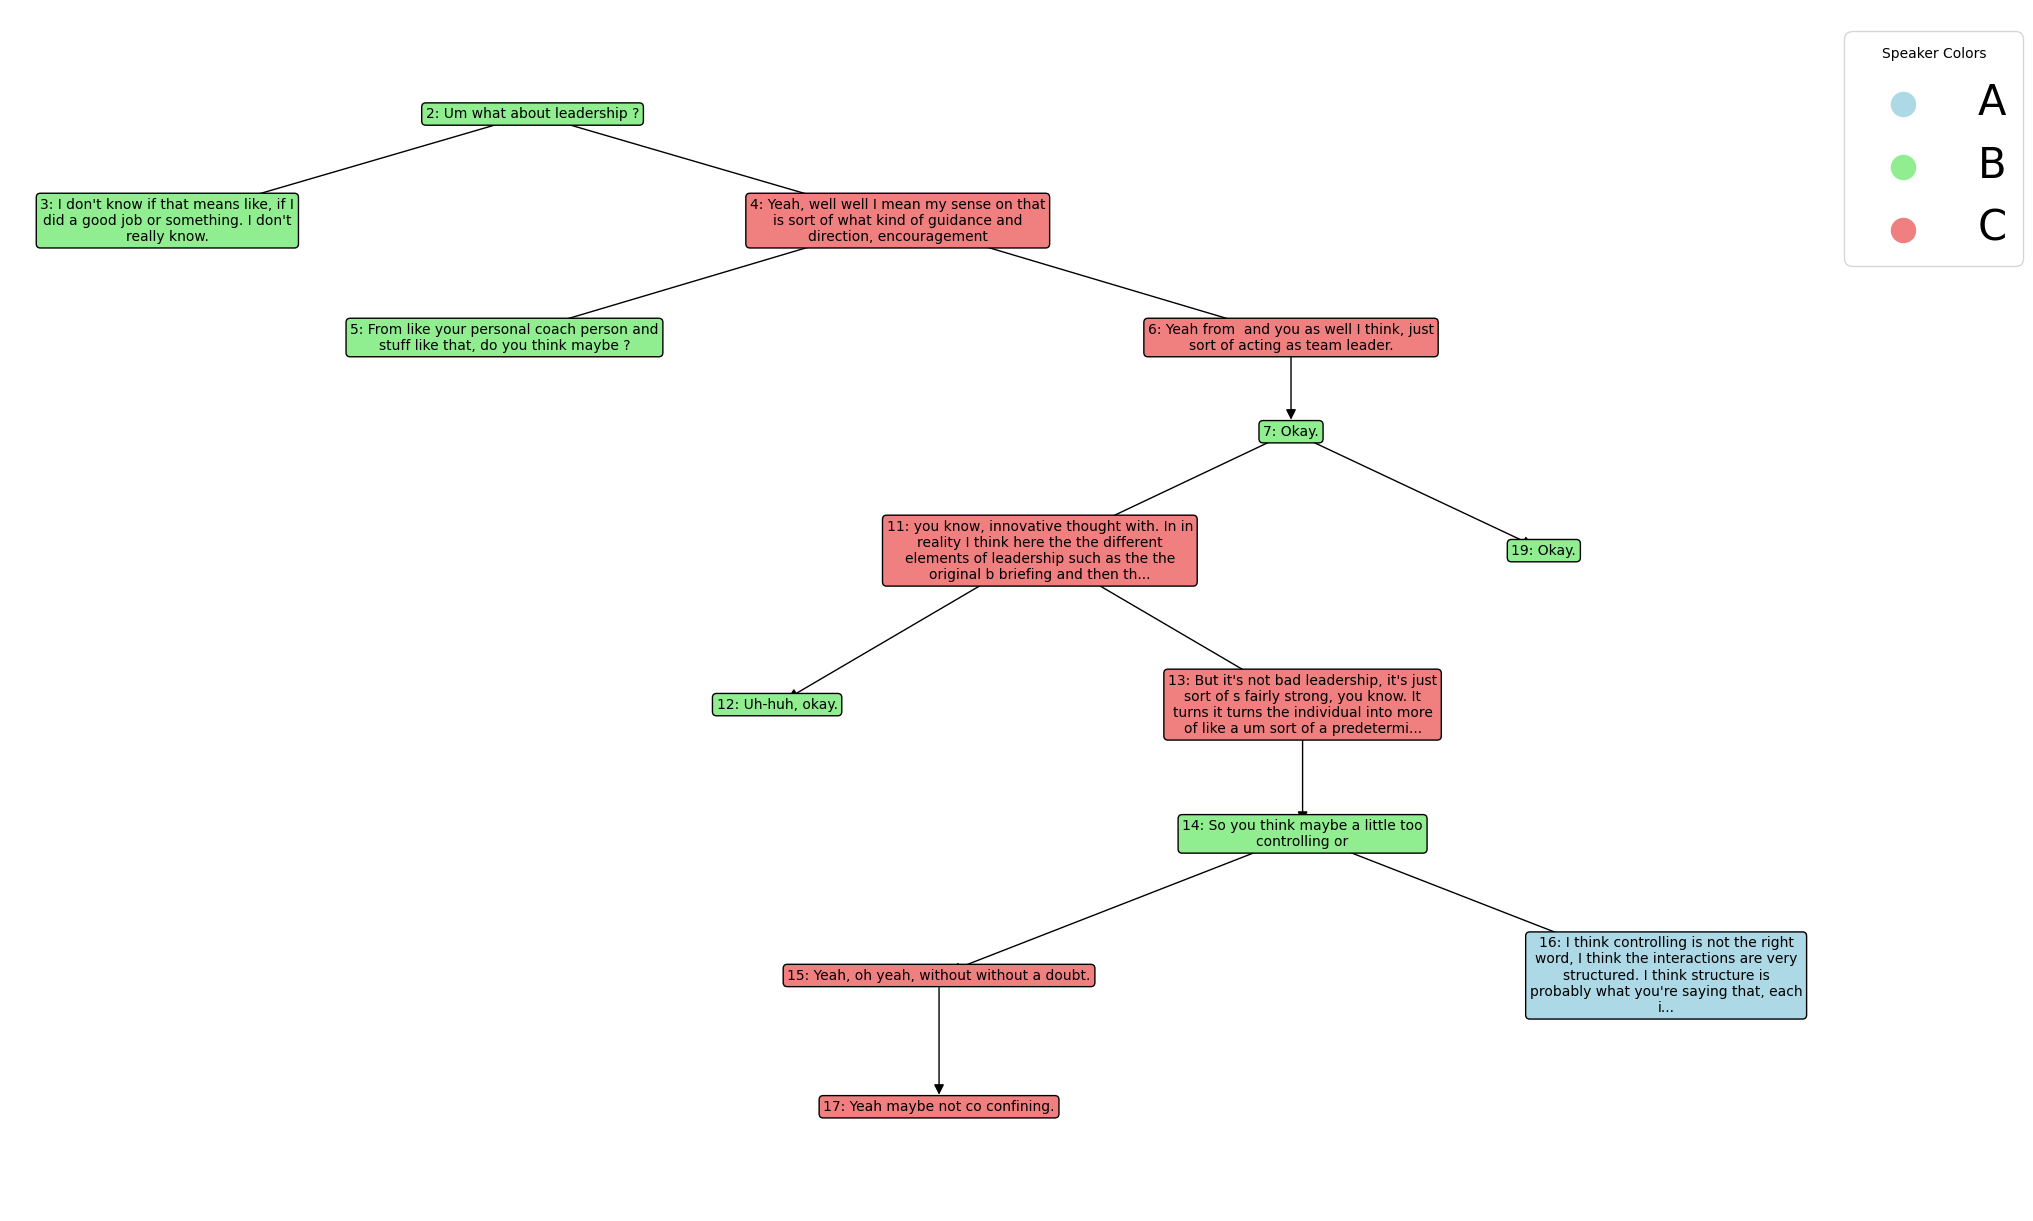 Speaker Colors
A
B
C
2: Um what about leadership ?
3: I don't know if that means like, if I
did a good job or something. I don't
really know.
4: Yeah, well well I mean my sense on that
is sort of what kind of guidance and
direction, encouragement
5: From like your personal coach person and
stuff like that, do you think maybe ?
6: Yeah from  and you as well I think, just
sort of acting as team leader.
7: Okay.
11: you know, innovative thought with. In in
reality I think here the the different
elements of leadership such as the the
original b briefing and then th...
19: Okay.
12: Uh-huh, okay.
13: But it's not bad leadership, it's just
sort of s fairly strong, you know. It
turns it turns the individual into more
of like a um sort of a predetermi...
14: So you think maybe a little too
controlling or
15: Yeah, oh yeah, without without a doubt.
16: I think controlling is not the right
word, I think the interactions are very
structured. I think structure is
probably what you're saying that, each
i...
17: Yeah maybe not co confining.